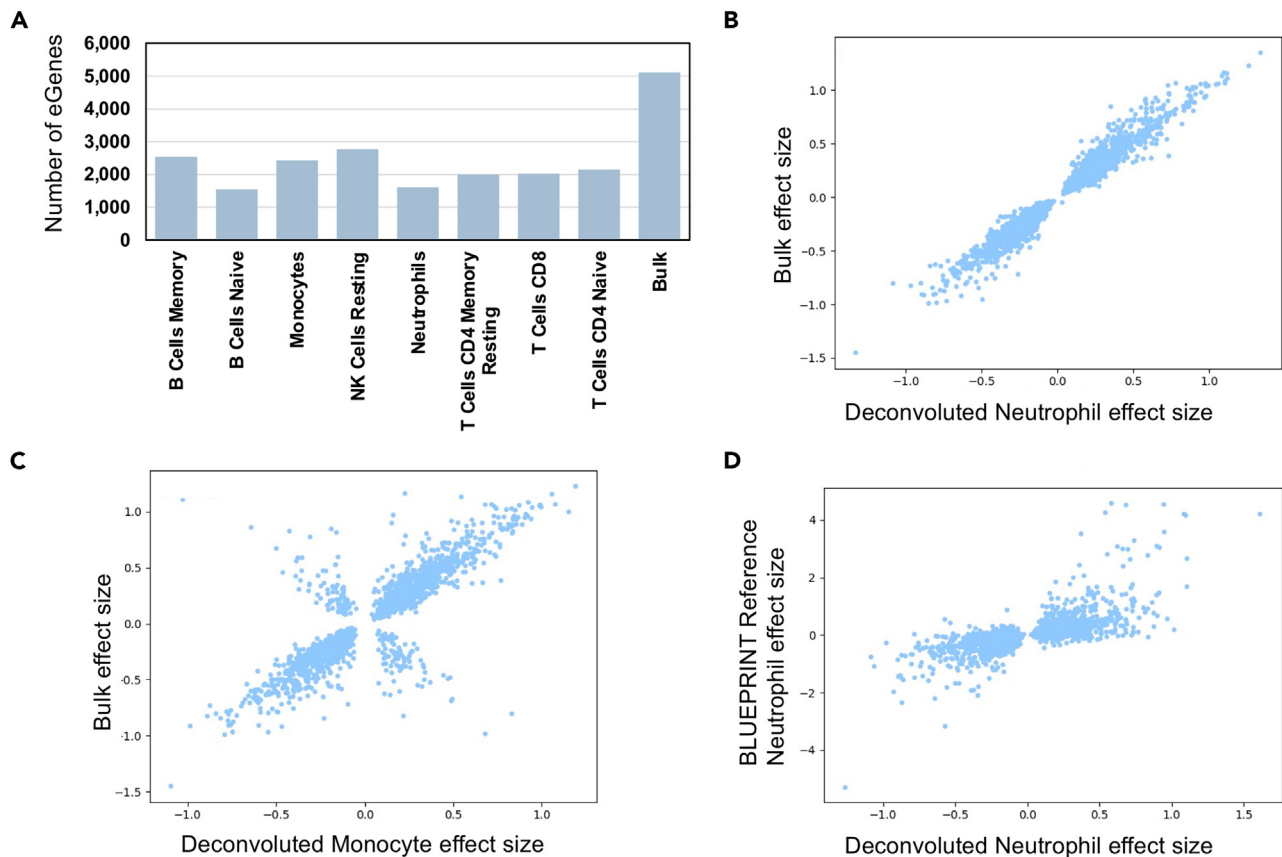 A
Number of eGenes
6,000
5,000
4,000
3,000
2,000
1,000
0
B Cells Memory
B Cells Naive
Monocytes
NK Cells Resting
Neutrophils
T Cells CD4 Memory
Resting
T Cells CD8
T Cells CD4 Naive
Bulk
B
Bulk effect size
1.0
0.5
0.0
−0.5
−1.0
−1.5
−1.0
−0.5
0.0
0.5
1.0
Deconvoluted Neutrophil effect size
C
Bulk effect size
1.0
0.5
0.0
−0.5
-1.0
−1.5
−1.0
−0.5
0.0
0.5
1.0
Deconvoluted Monocyte effect size
D
BLUEPRINT Reference
Neutrophil effect size
4
2
0
−2
−4
−1.0
−0.5
0.0
0.5
1.0
1.5
Deconvoluted Neutrophil effect size